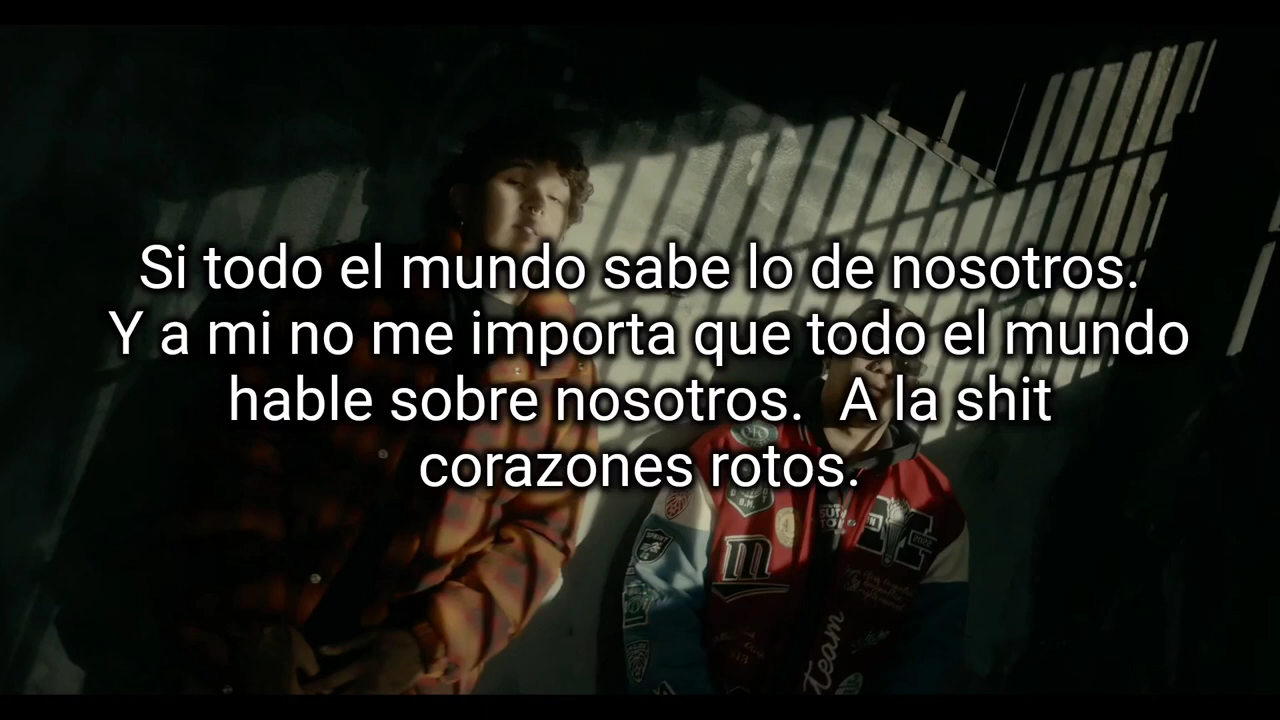 Si todo el mundo sabe lo de nosotros.
Y a mi no me importa que todo el mundo
hable sobre nosotros.  A la shit
corazones rotos.
M
team